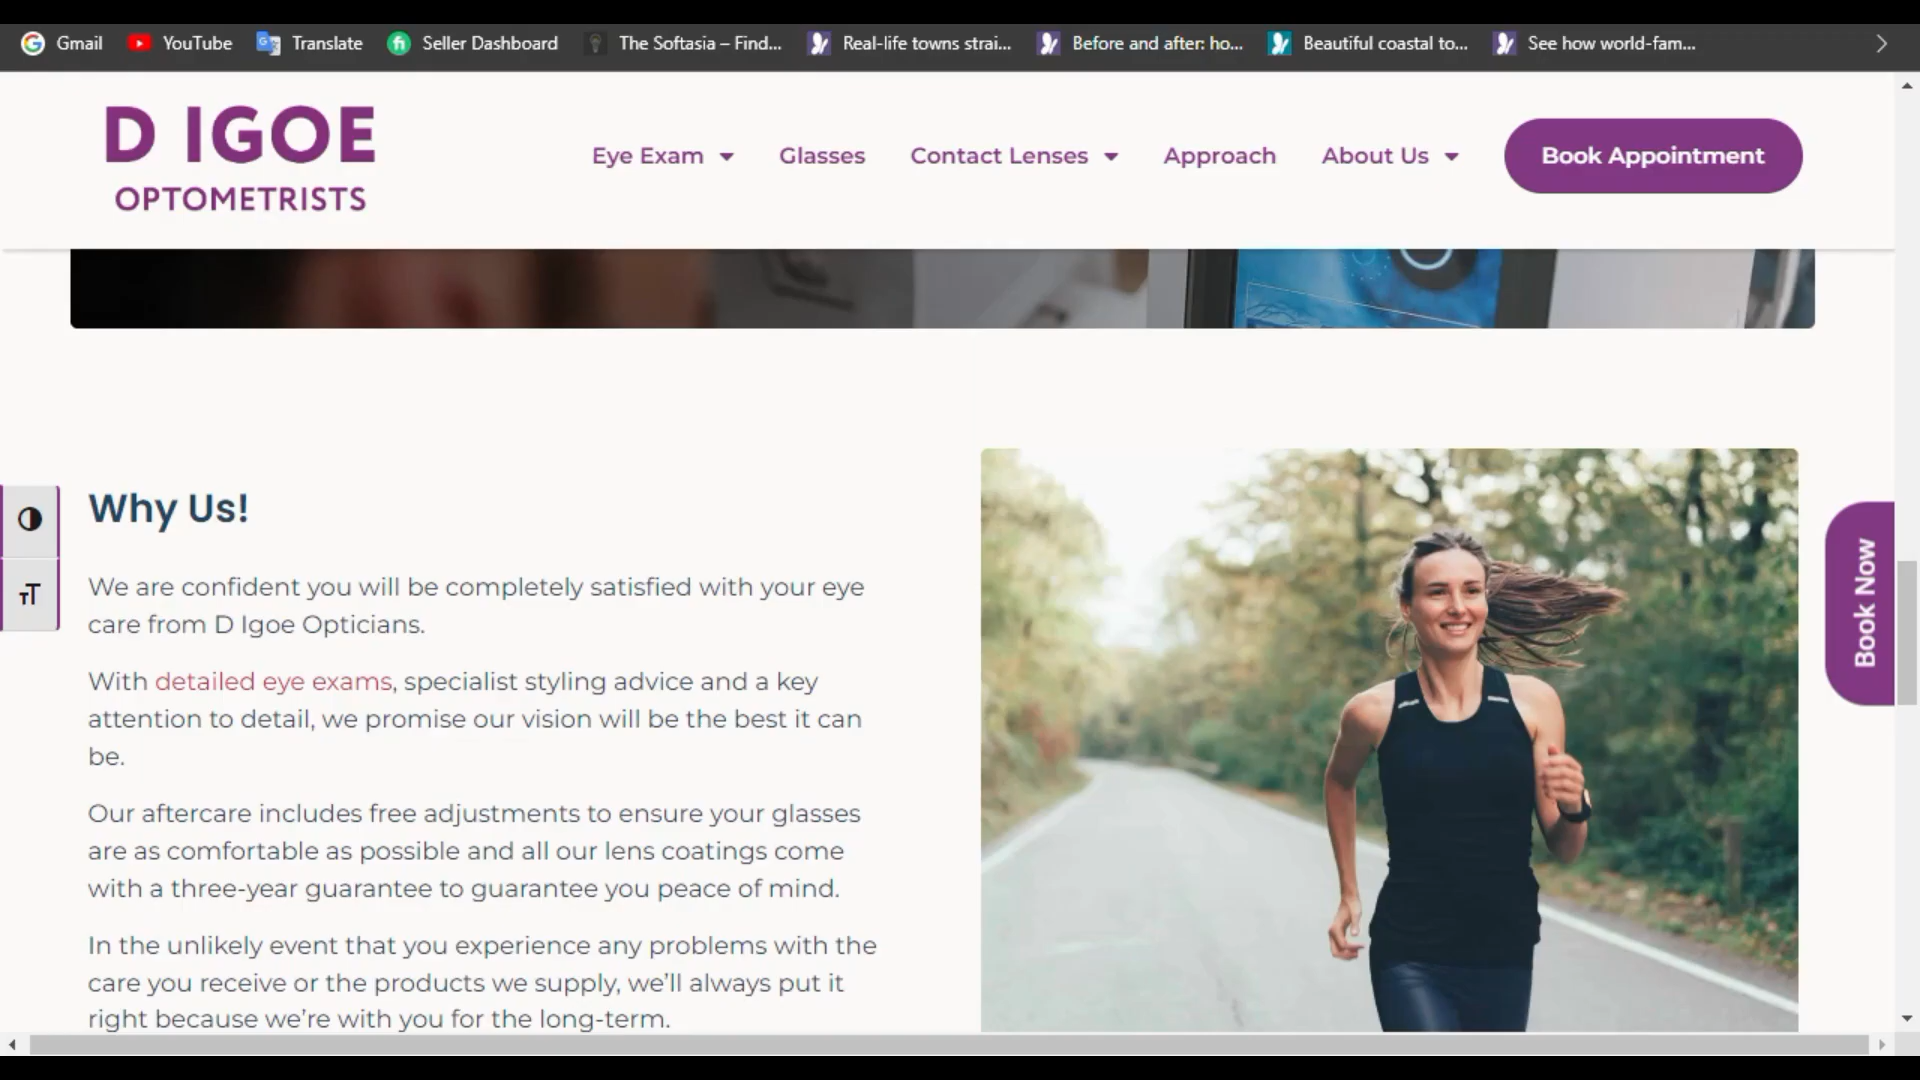 Gmail
YouTube
Translate
Seller Dashboard
The Softasia – Find...
Real-life towns strai...
Before and after: ho...
Beautiful coastal to...
See how world-fam...
D IGOE
OPTOMETRISTS
Eye Exam
Glasses
Contact Lenses
Approach
About Us
Book Appointment
Why Us!
We are confident you will be completely satisfied with your eye
care from D Igoe Opticians.
With detailed eye exams, specialist styling advice and a key
attention to detail, we promise our vision will be the best it can
be.
Our aftercare includes free adjustments to ensure your glasses
are as comfortable as possible and all our lens coatings come
with a three-year guarantee to guarantee you peace of mind.
In the unlikely event that you experience any problems with the
care you receive or the products we supply, we’ll always put it
right because we’re with you for the long-term.
Book Now